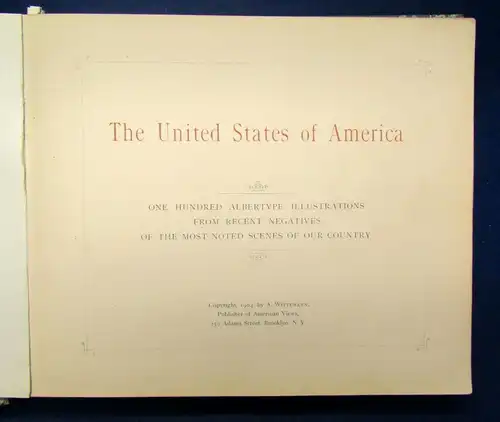 The United States of America
ONE HUNDRED ALBERTYPE ILLUSTRATIONS
FROM RECENT NEGATIVES
OF THE MOST NOTED SCENES OF OUR COUNTRY
Copyright, 1904, by A. WITTEMANN,
Publisher of American Views,
Adams Street, Brooklyn, N. Y.